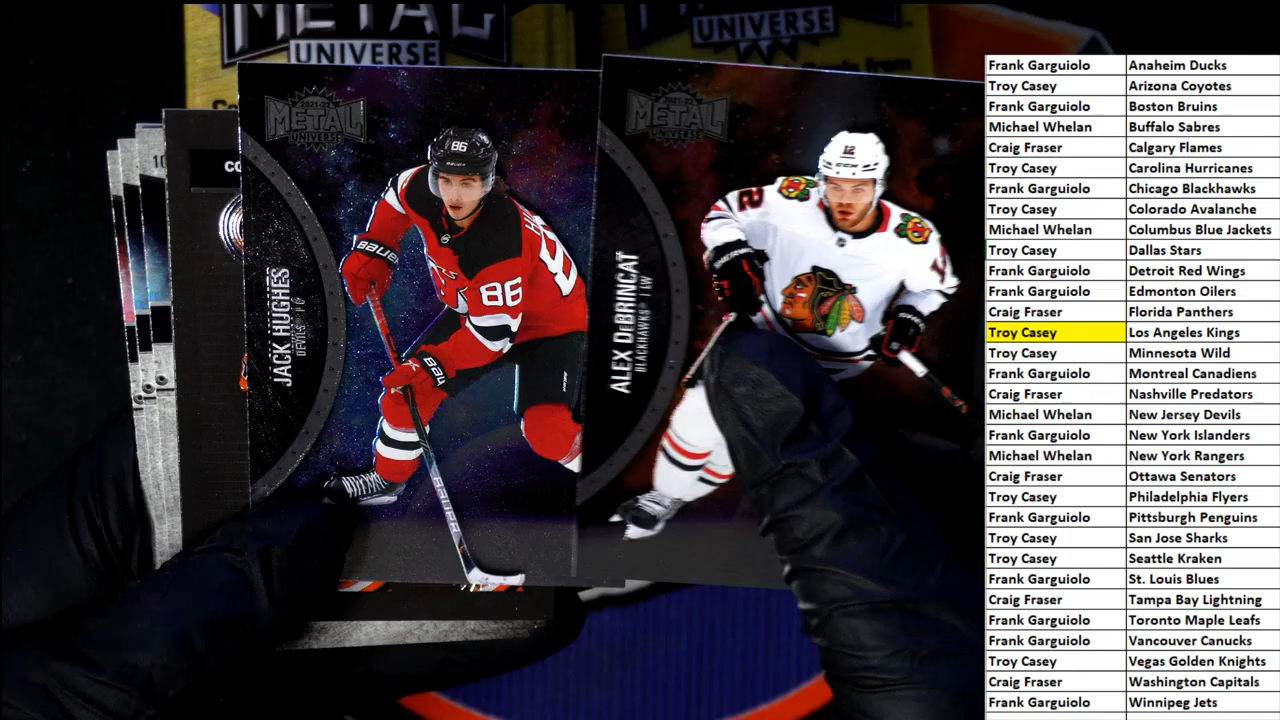 METAL
UNIVERSE
UNIVERSE
2021-22
METAL
UNIVERSE
JACK HUGHES
DEVILS
86
BAUER
86
86
BAUER
2021-22
METAL
UNIVERSE
ALEX DeBRINCAT
BLACKHAWKS | LW
12
CCM
10
CO
Frank Garguiolo Anaheim Ducks
Troy Casey Arizona Coyotes
Frank Garguiolo Boston Bruins
Michael Whelan Buffalo Sabres
Craig Fraser Calgary Flames
Troy Casey Carolina Hurricanes
Frank Garguiolo Chicago Blackhawks
Troy Casey Colorado Avalanche
Michael Whelan Columbus Blue Jackets
Troy Casey Dallas Stars
Frank Garguiolo Detroit Red Wings
Frank Garguiolo Edmonton Oilers
Craig Fraser Florida Panthers
Troy Casey Los Angeles Kings
Troy Casey Minnesota Wild
Frank Garguiolo Montreal Canadiens
Craig Fraser Nashville Predators
Michael Whelan New Jersey Devils
Frank Garguiolo New York Islanders
Michael Whelan New York Rangers
Craig Fraser Ottawa Senators
Troy Casey Philadelphia Flyers
Frank Garguiolo Pittsburgh Penguins
Troy Casey San Jose Sharks
Troy Casey Seattle Kraken
Frank Garguiolo St. Louis Blues
Craig Fraser Tampa Bay Lightning
Frank Garguiolo Toronto Maple Leafs
Frank Garguiolo Vancouver Canucks
Troy Casey Vegas Golden Knights
Craig Fraser Washington Capitals
Frank Garguiolo Winnipeg Jets